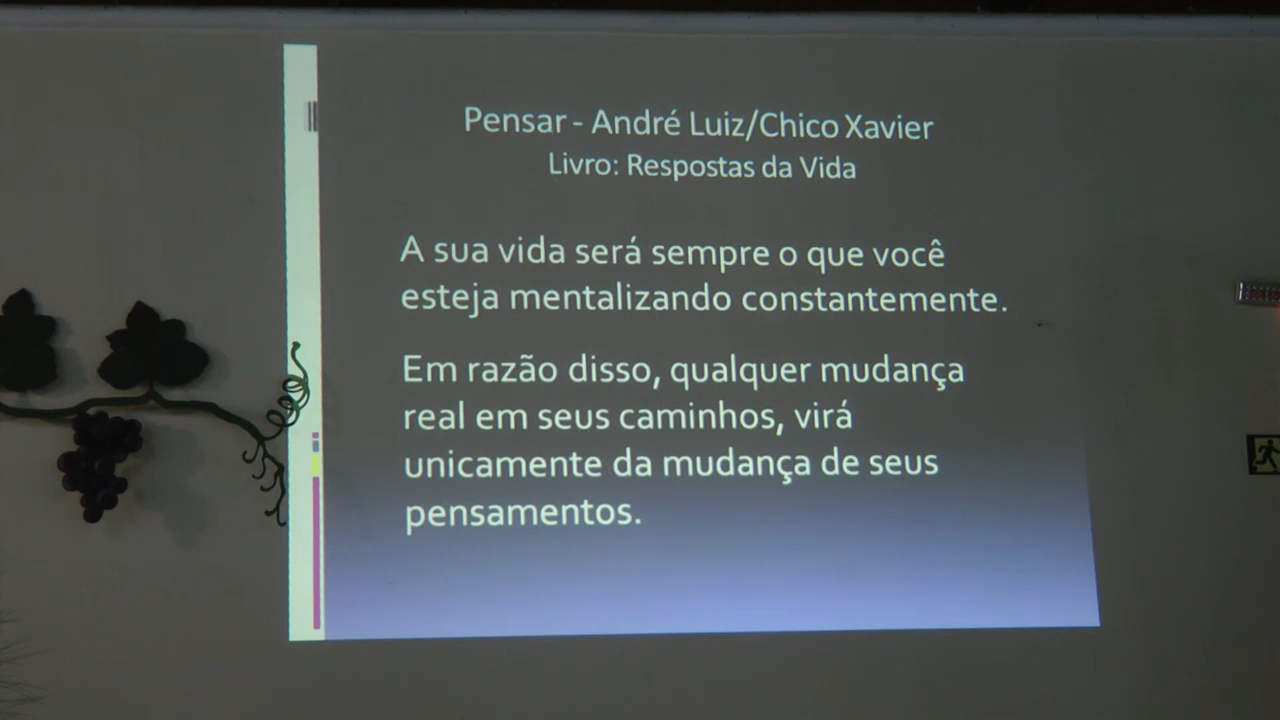 Pensar - André Luiz/Chico Xavier
Livro: Respostas da Vida
A sua vida será sempre o que você
esteja mentalizando constantemente.
Em razão disso, qualquer mudança
real em seus caminhos, virá
unicamente da mudança de seus
pensamentos.